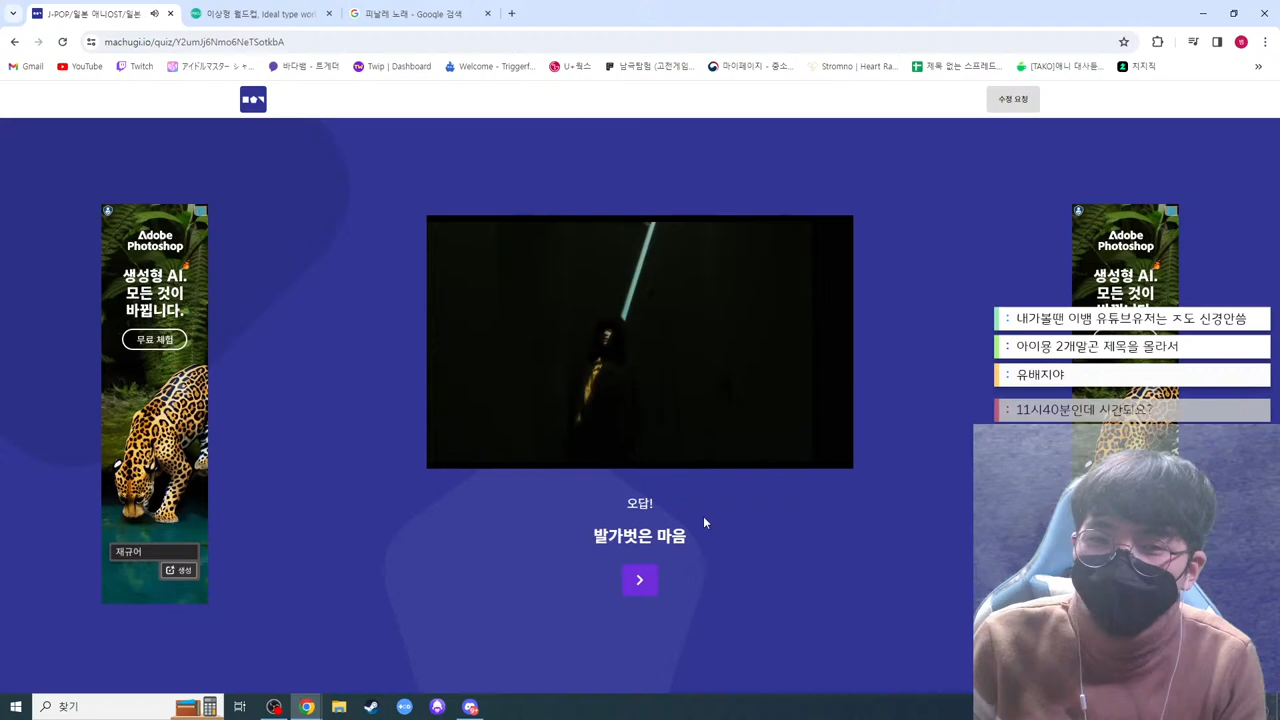 J-POP/일본 애니OST/일본
이상형 월드컵, Ideal type worl
피날레 노래 - Google 검색
machugi.io/quiz/Y2umJj6Nmo6NeTSotkbA
Gmail
YouTube
Twitch
アイドルマスター シャ...
바다뱀 - 트게더
Twip | Dashboard
Welcome - Triggerf...
U+웍스
남극탐험 (고전게임...
마이페이지 - 중소...
Stromno | Heart Ra...
제목 없는 스프레드...
[TAKO]애니 대사듣...
지지직
수정 요청
Adobe
Photoshop
생성형 AI.
모든 것이
바뀝니다.
무료 체험
재규어
생성
오답!
발가벗은 마음
Adobe
Photoshop
생성형 AI.
모든 것이
바뀝니다.
: 내가볼땐 이뱀 유튜브유저는 ㅈ도 신경안씀
: 아이묭 2개말곤 제목을 몰라서
: 유배지야
: 11시40분인데 시간되요?
찾기